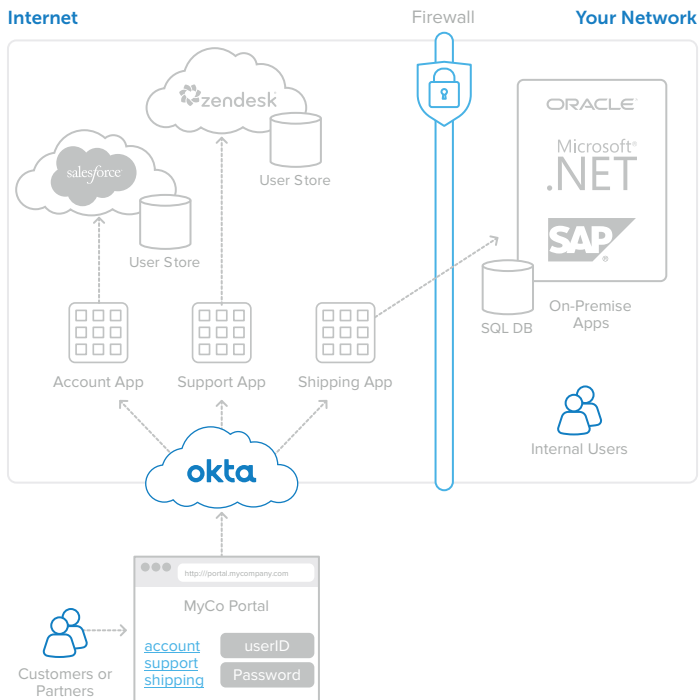 Internet
Firewall
Your Network
zendesk
User Store
salesforce
User Store
ORACLE
Microsoft®
.NET
SAP®
SQL DB
On-Premise
Apps
Account App
Support App
Shipping App
Internal Users
okta
http://portal.mycompany.com
MyCo Portal
account
support
shipping
userID
Password
Customers or
Partners